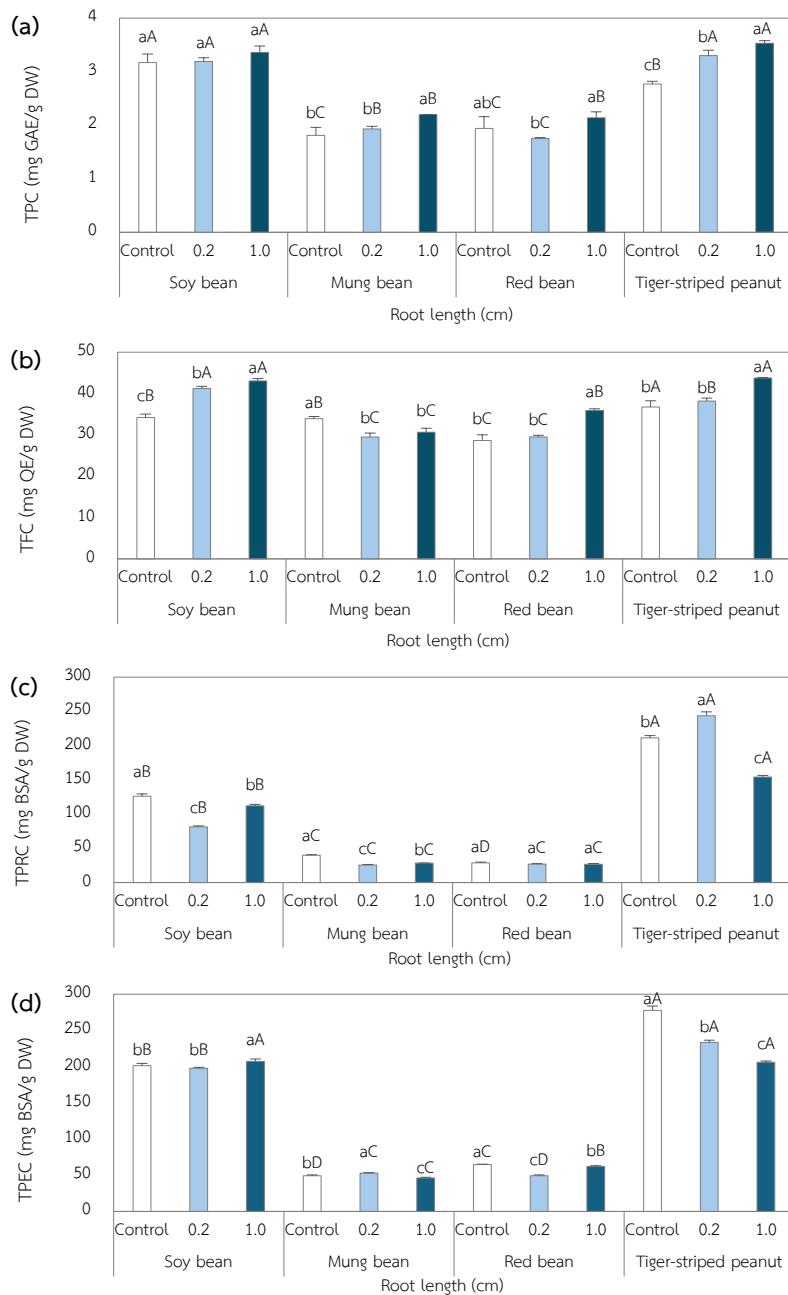 (a)
TPC (mg GAE/g DW)
4
3
2
1
0
aA aA aA bC bB aB abC bC aB cB bA aA
Control 0.2 1.0 Control 0.2 1.0 Control 0.2 1.0 Control 0.2 1.0
Soy bean Mung bean Red bean Tiger-striped peanut
Root length (cm)
(b)
TFC (mg QE/g DW)
50
40
30
20
10
0
cB bA aA aB bC bC bC bC aB bA bB aA
Control 0.2 1.0 Control 0.2 1.0 Control 0.2 1.0 Control 0.2 1.0
Soy bean Mung bean Red bean Tiger-striped peanut
Root length (cm)
(c)
TPRC (mg BSA/g DW)
300
250
200
150
100
50
0
aB cB bB aC cC bC aD aC aC bA aA cA
Control 0.2 1.0 Control 0.2 1.0 Control 0.2 1.0 Control 0.2 1.0
Soy bean Mung bean Red bean Tiger-striped peanut
Root length (cm)
(d)
TPEC (mg BSA/g DW)
300
250
200
150
100
50
0
bB bB aA bD aC cC aC cD bB aA bA cA
Control 0.2 1.0 Control 0.2 1.0 Control 0.2 1.0 Control 0.2 1.0
Soy bean Mung bean Red bean Tiger-striped peanut
Root length (cm)